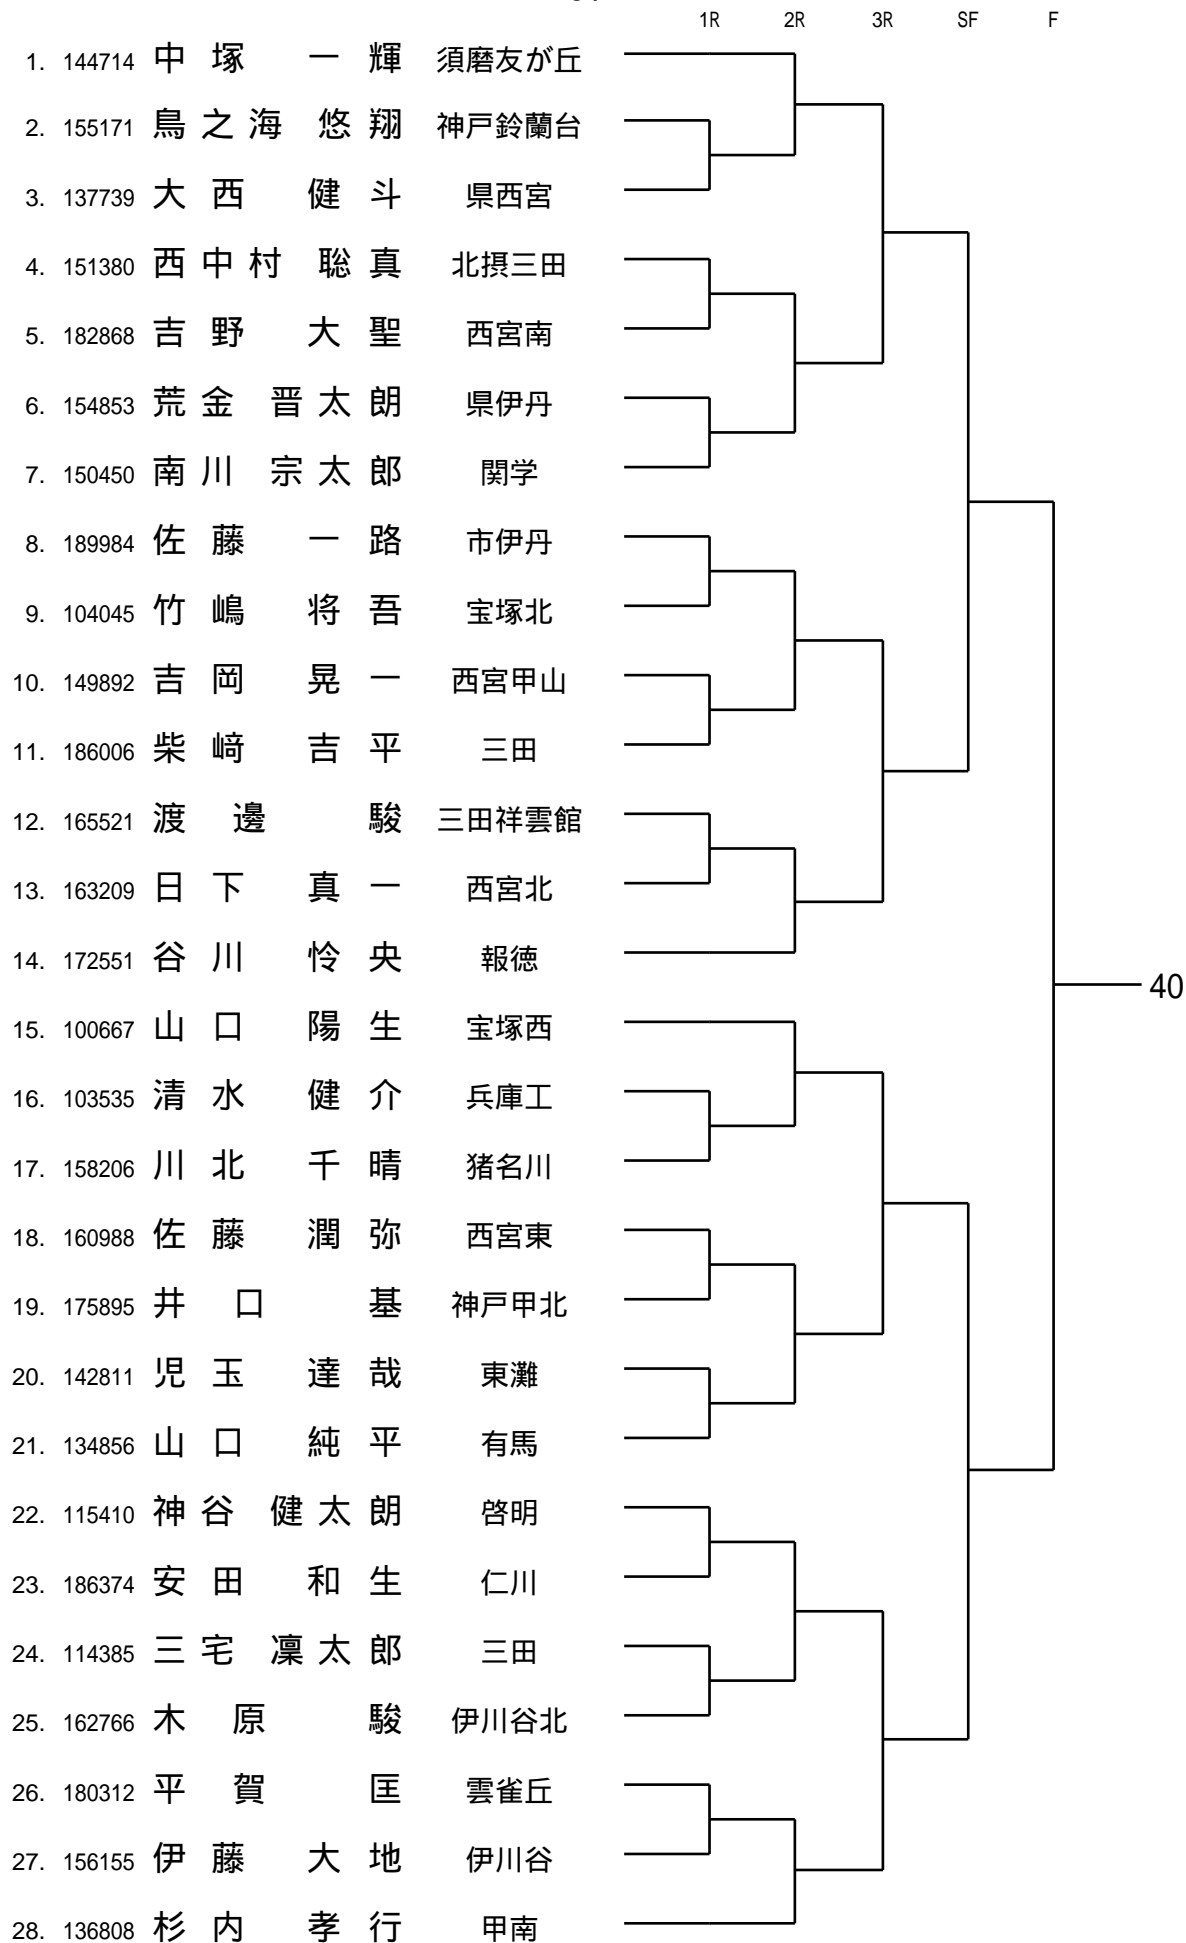 1R 2R 3R SF F
1. 144714 中塚 一輝 須磨友が丘
2. 155171 鳥之海 悠翔 神戸鈴蘭台
3. 137739 大西 健斗 県西宮
4. 151380 西中村 聡真 北摂三田
5. 182868 吉野 大聖 西宮南
6. 154853 荒金 晋太朗 県伊丹
7. 150450 南川 宗太郎 関学
8. 189984 佐藤 一路 市伊丹
9. 104045 竹嶋 将吾 宝塚北
10. 149892 吉岡 晃一 西宮甲山
11. 186006 柴﨑 吉平 三田
12. 165521 渡邊 駿 三田祥雲館
13. 163209 日下 真一 西宮北
14. 172551 谷川 怜央 報徳
40
15. 100667 山口 陽生 宝塚西
16. 103535 清水 健介 兵庫工
17. 158206 川北 千晴 猪名川
18. 160988 佐藤 潤弥 西宮東
19. 175895 井口 基 神戸甲北
20. 142811 児玉 達哉 東灘
21. 134856 山口 純平 有馬
22. 115410 神谷 健太朗 啓明
23. 186374 安田 和生 仁川
24. 114385 三宅 凜太郎 三田
25. 162766 木原 駿 伊川谷北
26. 180312 平賀 匡 雲雀丘
27. 156155 伊藤 大地 伊川谷
28. 136808 杉内 孝行 甲南